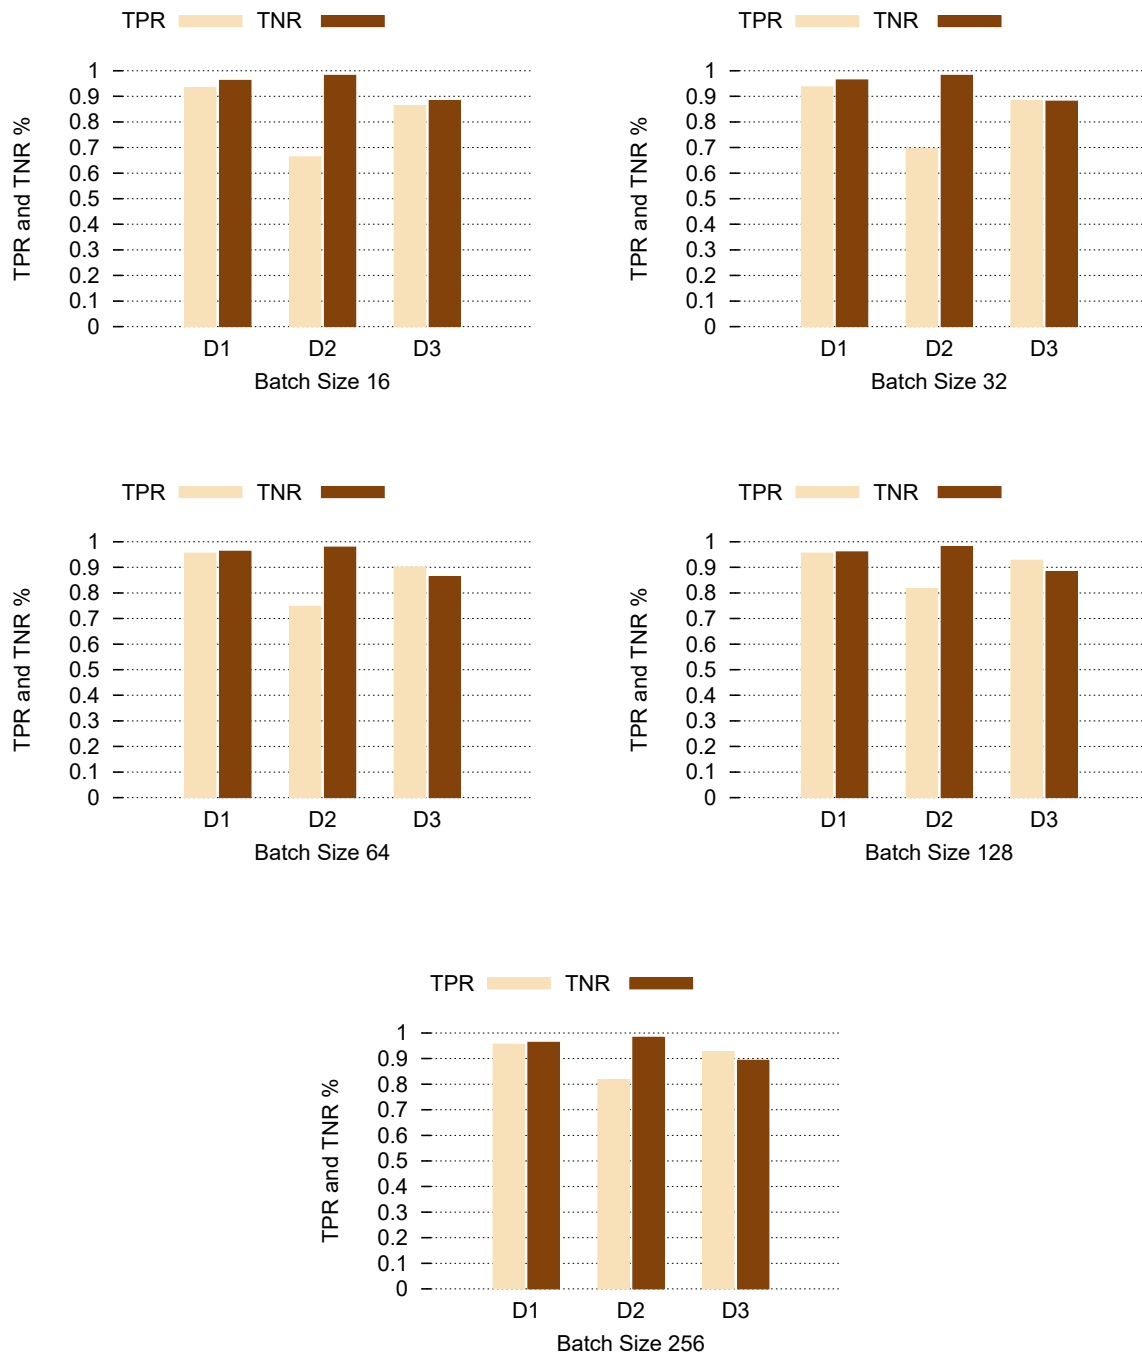 TPR TNR
1
0.9
0.8
0.7
0.6
0.5
0.4
0.3
0.2
0.1
0
TPR and TNR %
D1 D2 D3
Batch Size 16
TPR TNR
1
0.9
0.8
0.7
0.6
0.5
0.4
0.3
0.2
0.1
0
TPR and TNR %
D1 D2 D3
Batch Size 32
TPR TNR
1
0.9
0.8
0.7
0.6
0.5
0.4
0.3
0.2
0.1
0
TPR and TNR %
D1 D2 D3
Batch Size 64
TPR TNR
1
0.9
0.8
0.7
0.6
0.5
0.4
0.3
0.2
0.1
0
TPR and TNR %
D1 D2 D3
Batch Size 128
TPR TNR
1
0.9
0.8
0.7
0.6
0.5
0.4
0.3
0.2
0.1
0
TPR and TNR %
D1 D2 D3
Batch Size 256